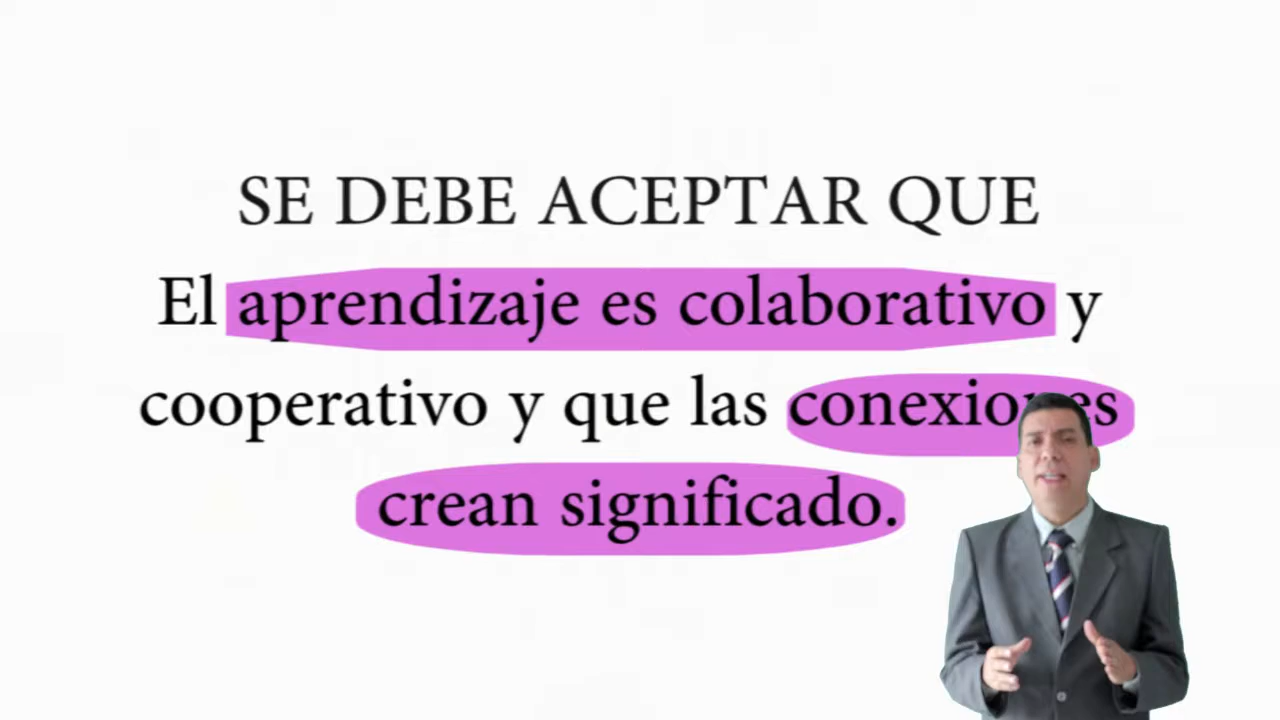 SE DEBE ACEPTAR QUE
El aprendizaje es colaborativo y
cooperativo y que las conexiones
crean significado.